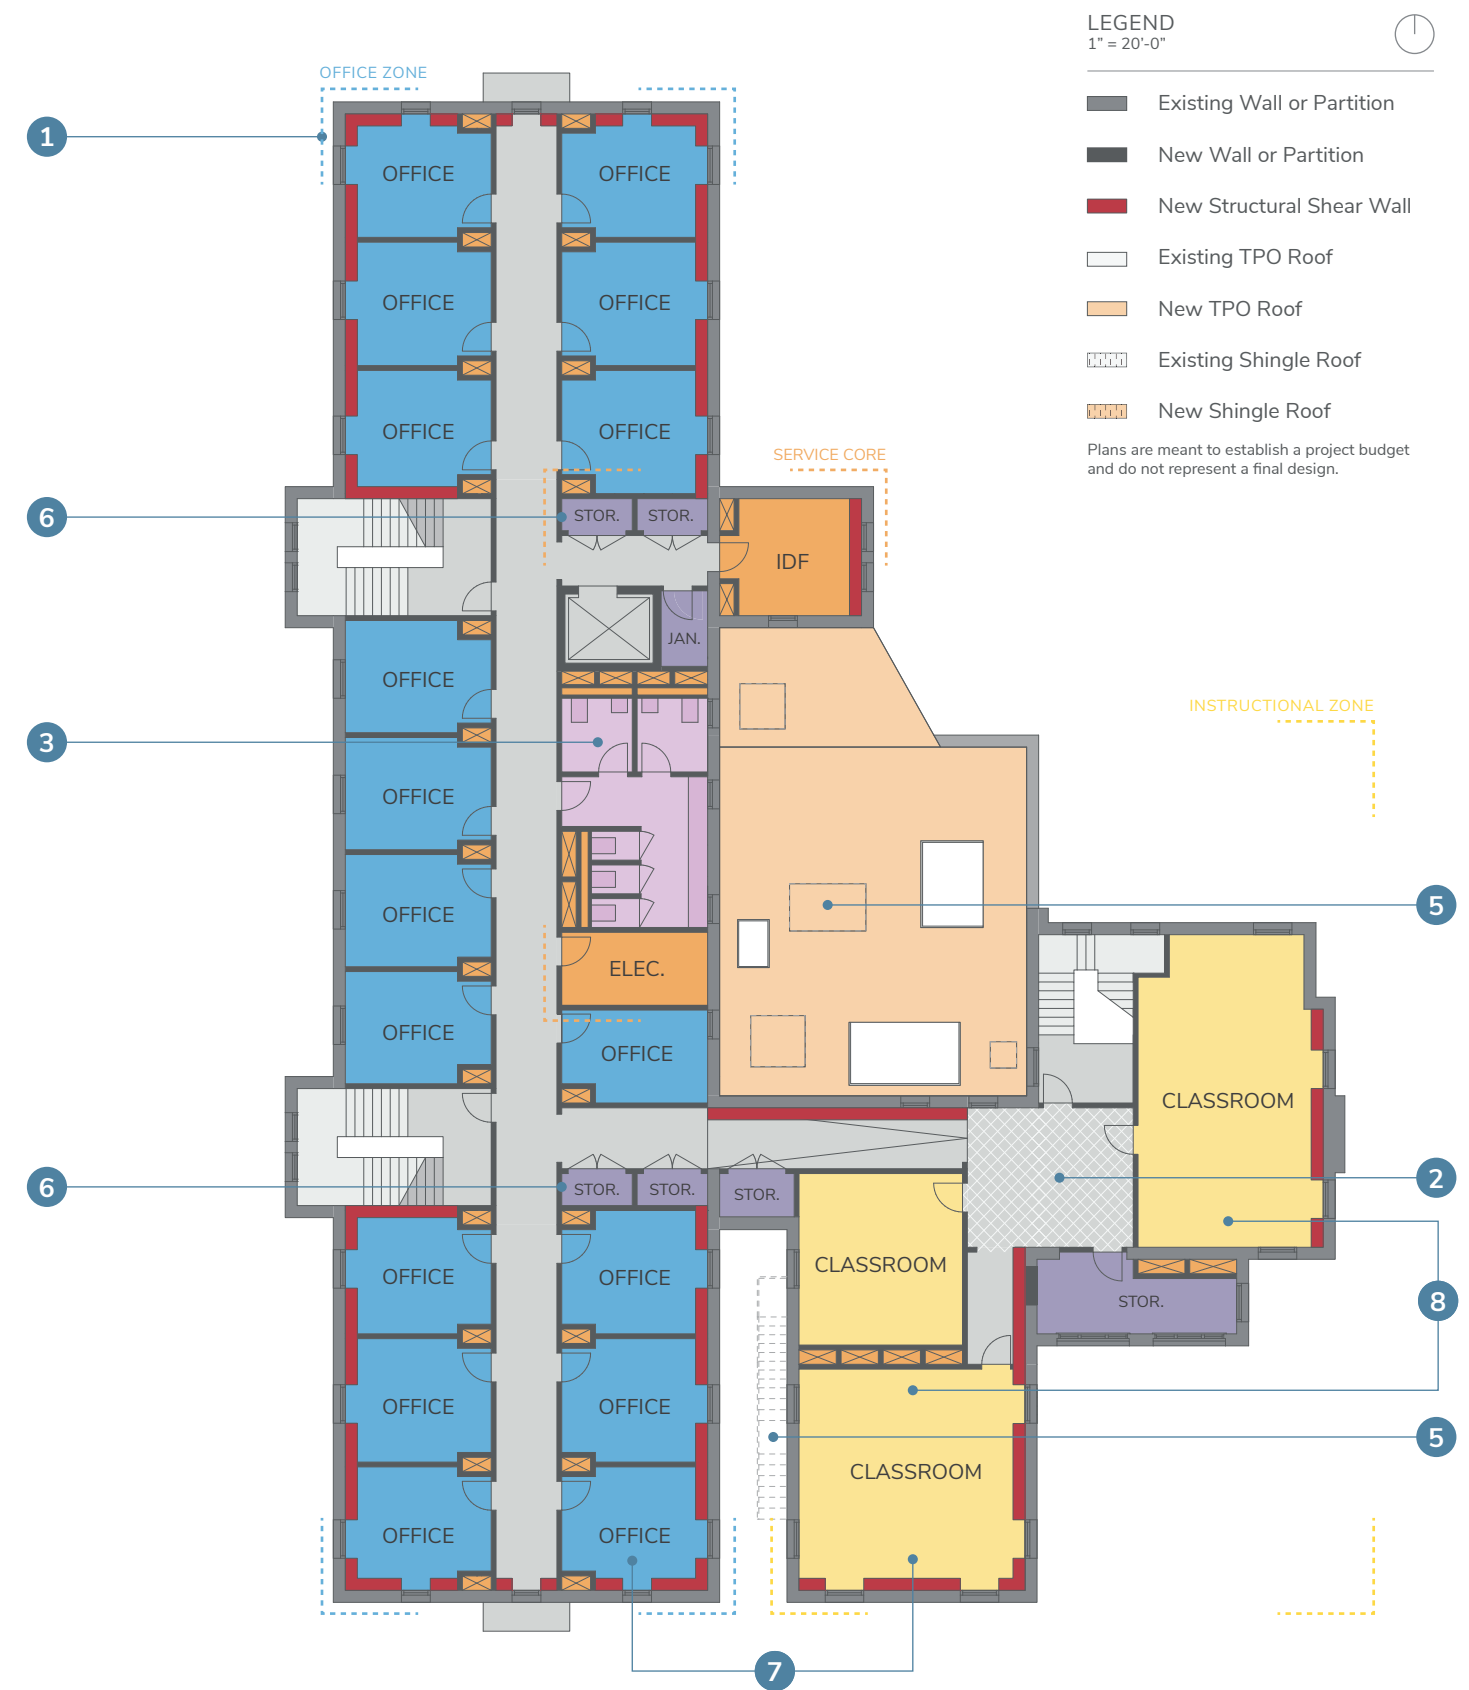 LEGEND
1" = 20'-0"
Existing Wall or Partition
New Wall or Partition
New Structural Shear Wall
Existing TPO Roof
New TPO Roof
Existing Shingle Roof
New Shingle Roof
Plans are meant to establish a project budget
and do not represent a final design.
OFFICE ZONE
1
OFFICE
OFFICE
OFFICE
OFFICE
OFFICE
OFFICE
SERVICE CORE
6
STOR.
STOR.
IDF
JAN.
OFFICE
INSTRUCTIONAL ZONE
3
OFFICE
5
OFFICE
ELEC.
OFFICE
OFFICE
CLASSROOM
2
6
STOR.
STOR.
STOR.
CLASSROOM
OFFICE
OFFICE
STOR.
8
OFFICE
OFFICE
5
CLASSROOM
OFFICE
OFFICE
7